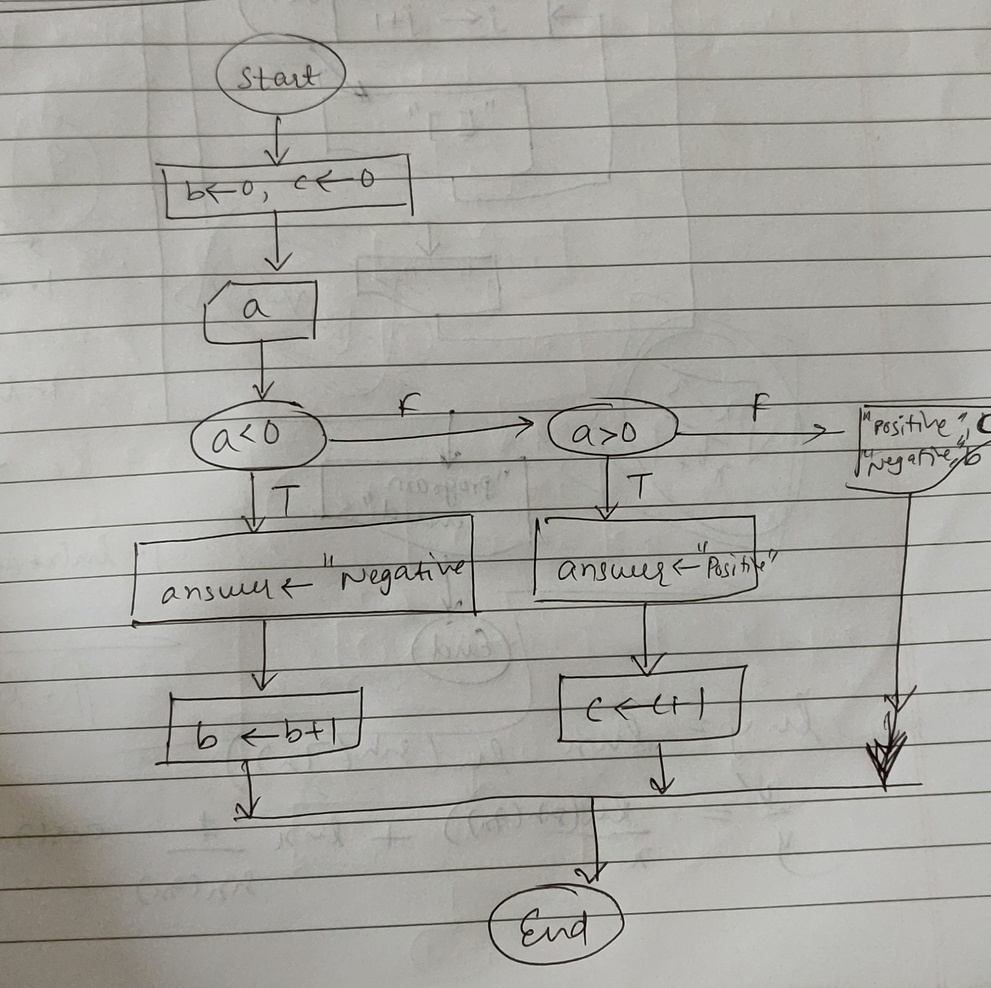 Start
b←0, c←0
a
a<0
F
a>0
F
"Positive", C
"Negative", b
T
T
answer ← "Negative
answer ← "Positive"
b ← b+1
c ← c+1
End